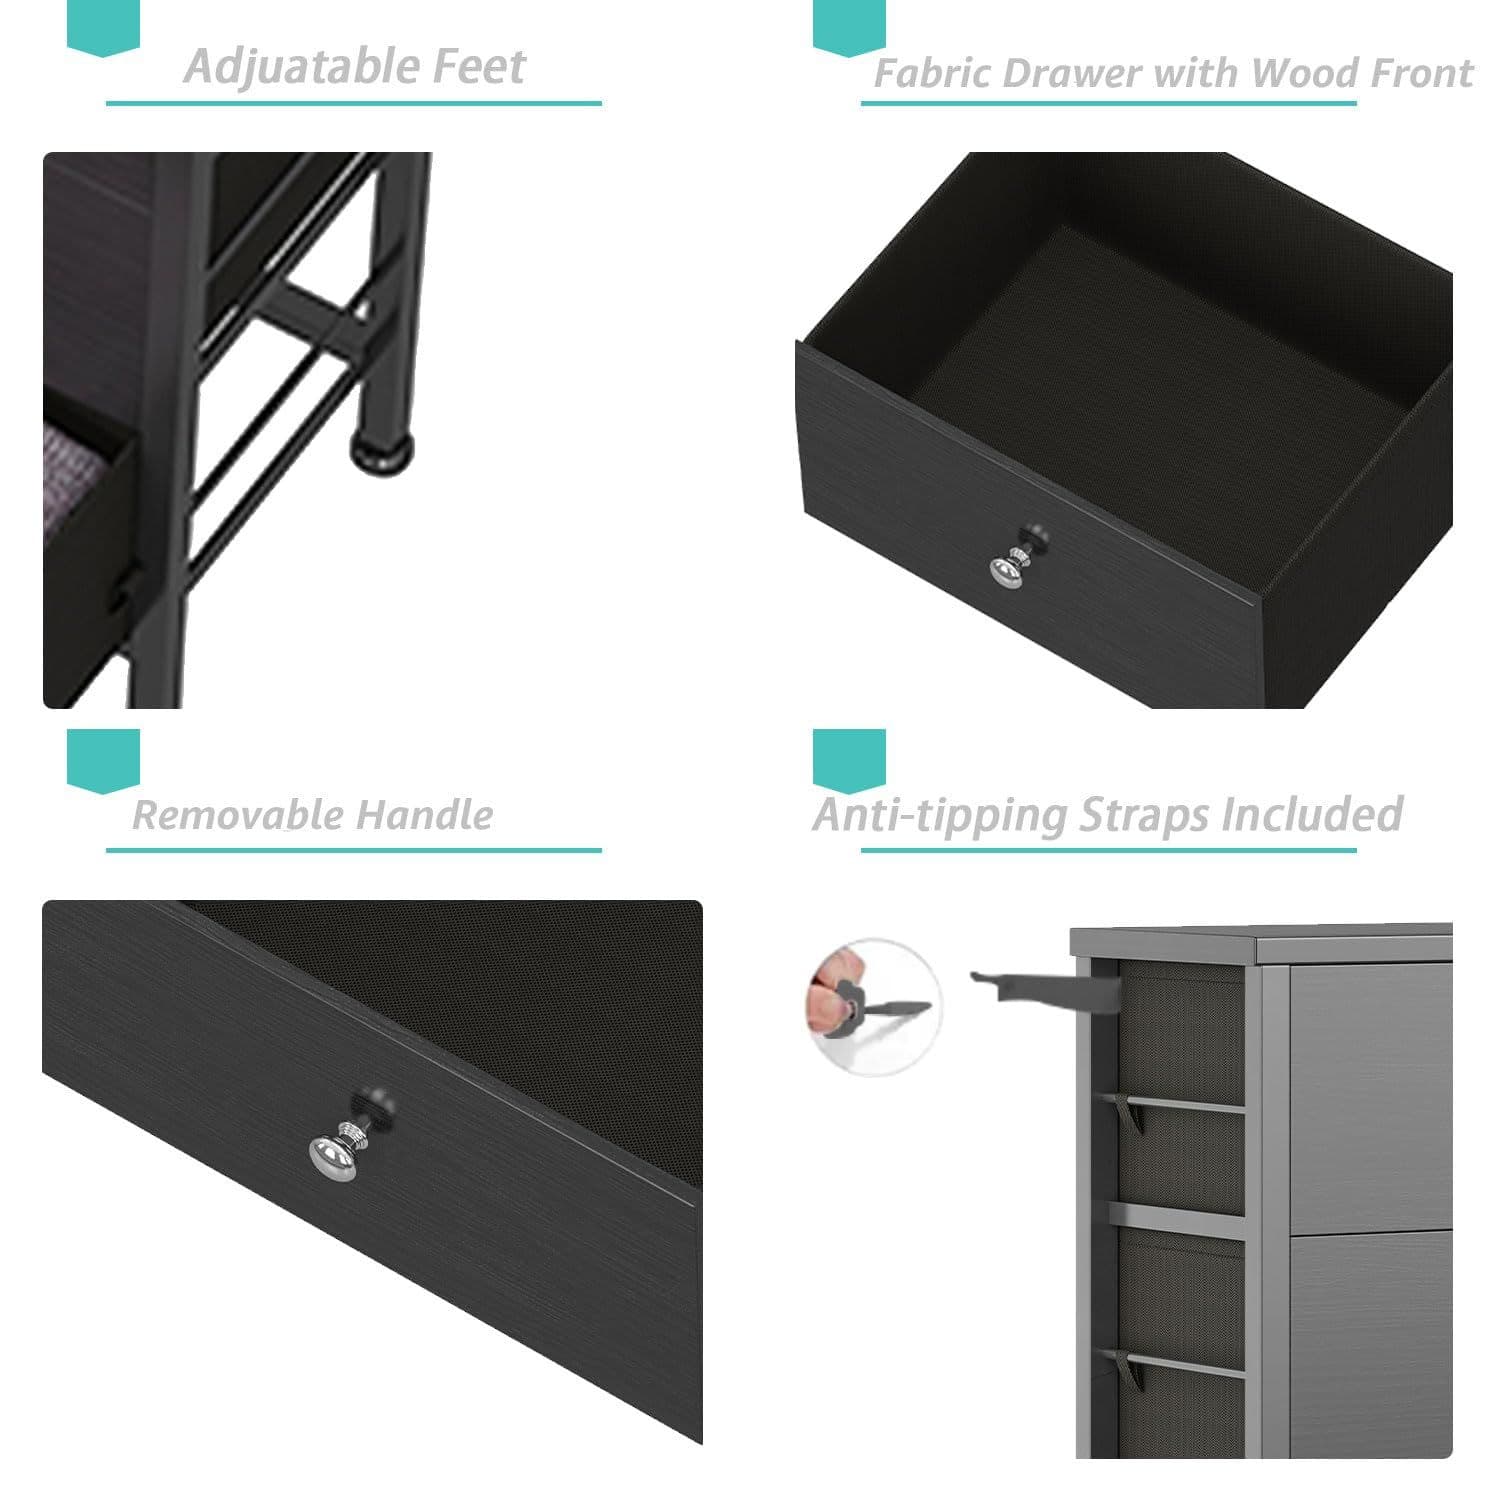 Adjuatable Feet
Fabric Drawer with Wood Front
Removable Handle
Anti-tipping Straps Included